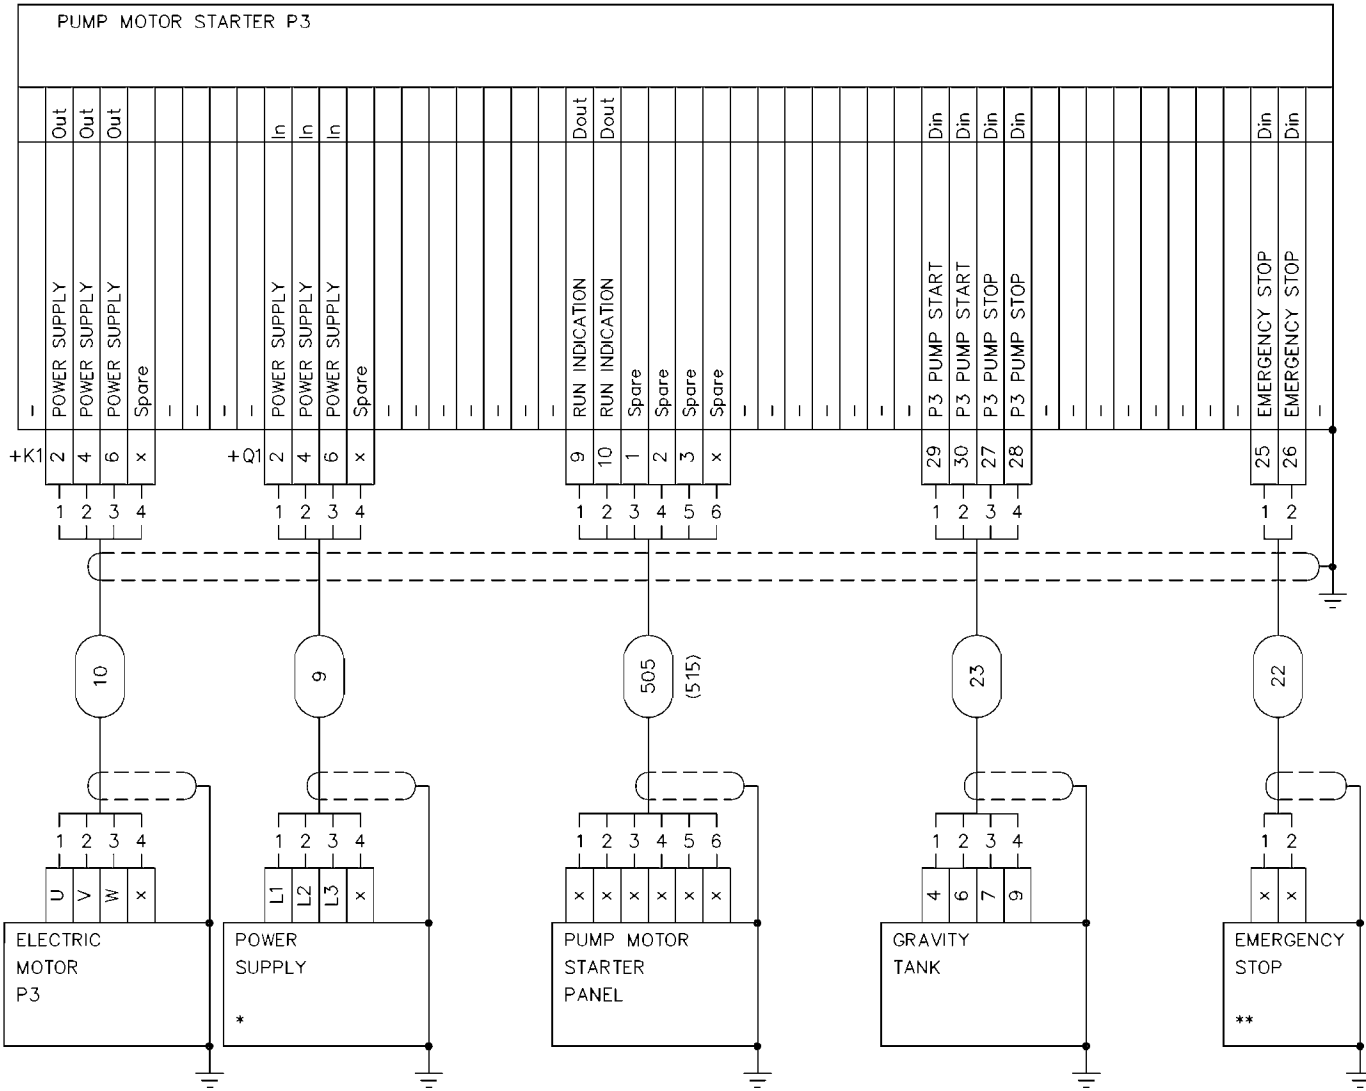 PUMP MOTOR STARTER P3
Out Out Out In In In Dout Dout Din Din Din Din Din Din
- POWER SUPPLY POWER SUPPLY POWER SUPPLY Spare - - - - POWER SUPPLY POWER SUPPLY POWER SUPPLY Spare - - - - - - - RUN INDICATION RUN INDICATION Spare Spare Spare Spare - - - - - - - P3 PUMP START P3 PUMP START P3 PUMP STOP P3 PUMP STOP - - - - - - - - EMERGENCY STOP EMERGENCY STOP -
+K1 2 4 6 x +Q1 2 4 6 x 9 10 1 2 3 x 29 30 27 28 25 26
1 2 3 4 1 2 3 4 1 2 3 4 5 6 1 2 3 4 1 2
10 9 505 (515) 23 22
1 2 3 4 1 2 3 4 1 2 3 4 5 6 1 2 3 4 1 2
U V W x L1 L2 L3 x x x x x x x 4 6 7 9 x x
ELECTRIC
MOTOR
P3
POWER
SUPPLY
*
PUMP MOTOR
STARTER
PANEL
GRAVITY
TANK
EMERGENCY
STOP
**